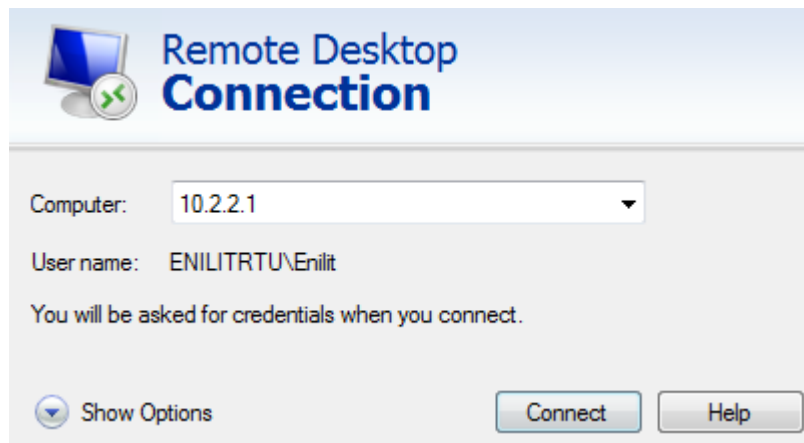 Remote Desktop
Connection
Computer: 10.2.2.1
User name: ENILITRTU\Enilit
You will be asked for credentials when you connect.
Show Options Connect Help